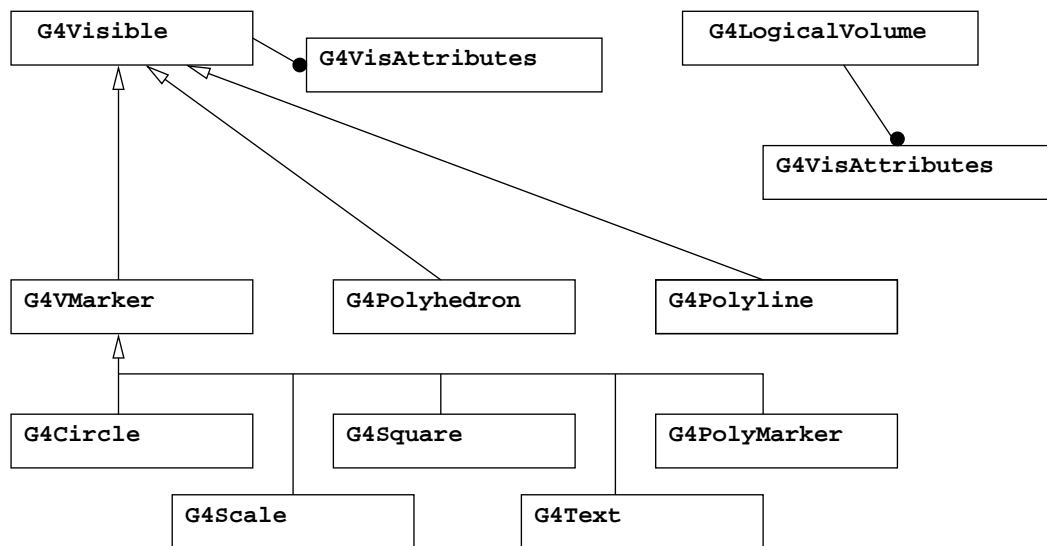 G4Visible
G4VisAttributes
G4LogicalVolume
G4VisAttributes
G4VMarker
G4Polyhedron
G4Polyline
G4Circle
G4Square
G4PolyMarker
G4Scale
G4Text